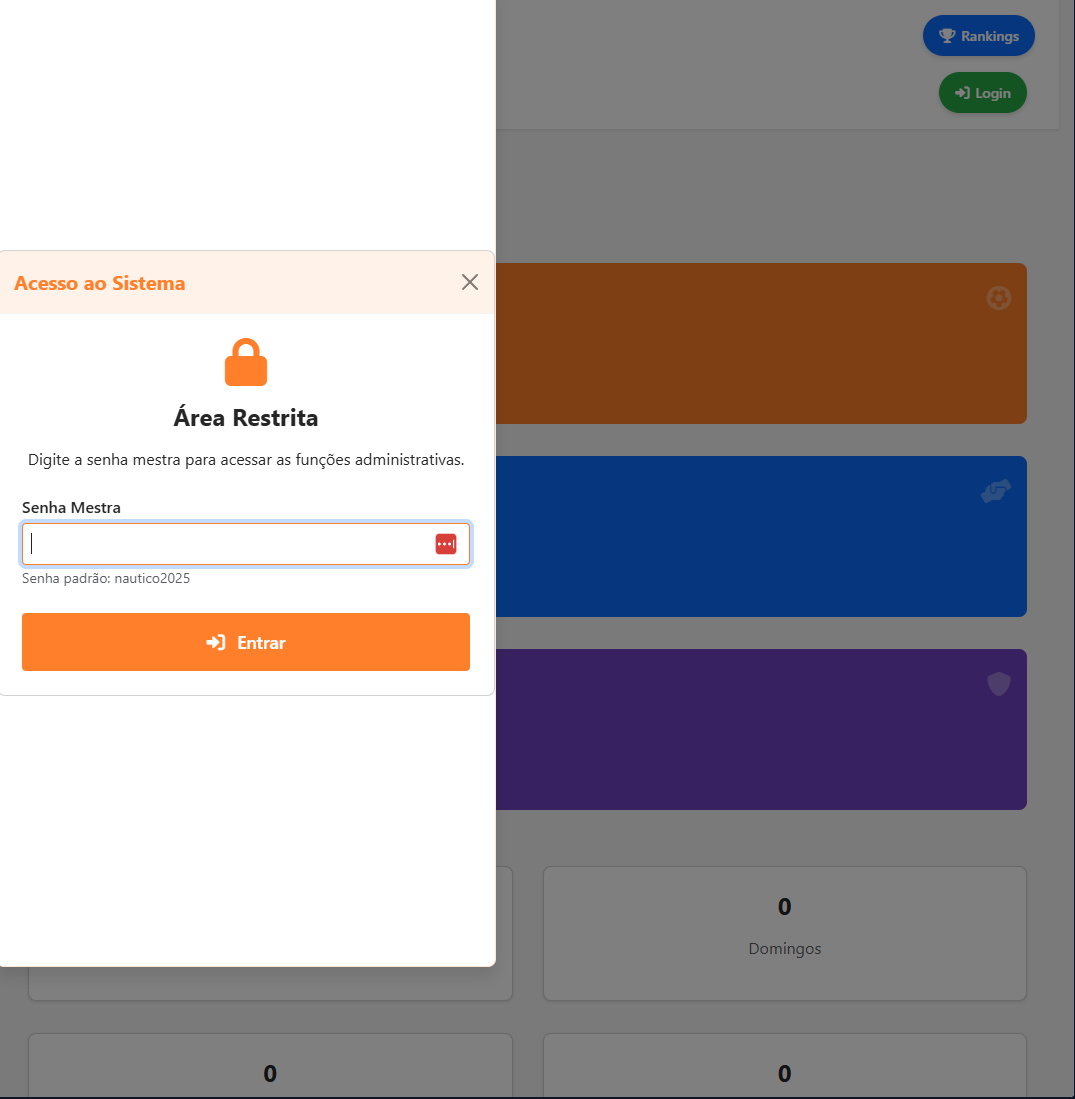 Rankings
Login
Acesso ao Sistema
Área Restrita
Digite a senha mestra para acessar as funções administrativas.
Senha Mestra
Senha padrão: nautico2025
Entrar
0
Domingos
0
0